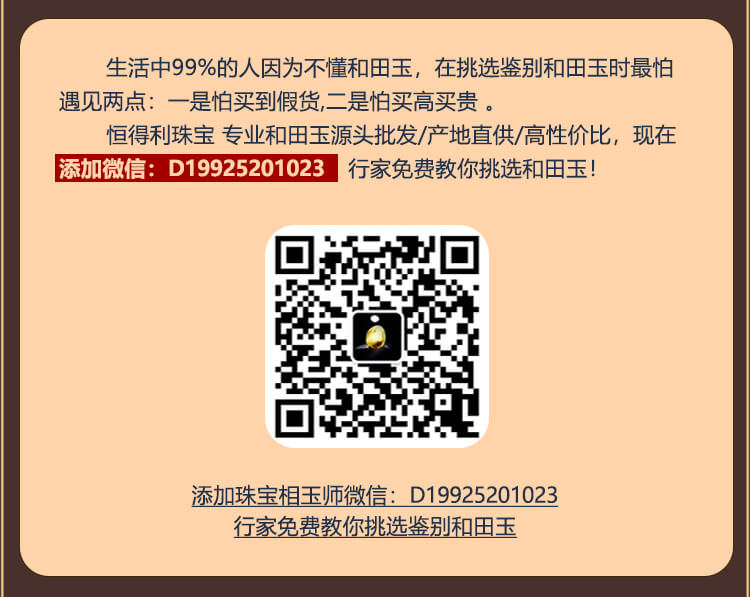 生活中99%的人因为不懂和田玉，在挑选鉴别和田玉时最怕
遇见两点：一是怕买到假货,二是怕买高买贵 。
恒得利珠宝 专业和田玉源头批发/产地直供/高性价比，现在
添加微信：D19925201023 行家免费教你挑选和田玉！
添加珠宝相玉师微信：D19925201023
行家免费教你挑选鉴别和田玉